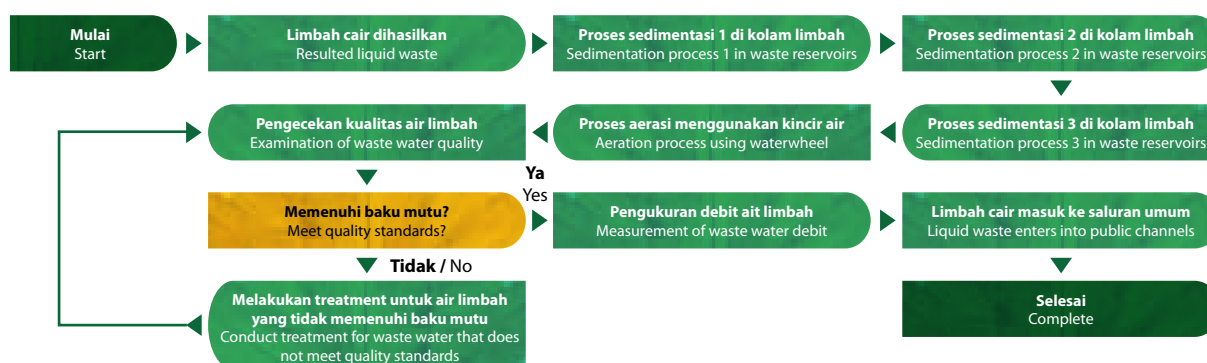 Mulai
Start
Limbah cair dihasilkan
Resulted liquid waste
Proses sedimentasi 1 di kolam limbah
Sedimentation process 1 in waste reservoirs
Proses sedimentasi 2 di kolam limbah
Sedimentation process 2 in waste reservoirs
Proses sedimentasi 3 di kolam limbah
Sedimentation process 3 in waste reservoirs
Proses aerasi menggunakan kincir air
Aeration process using waterwheel
Pengecekan kualitas air limbah
Examination of waste water quality
Memenuhi baku mutu?
Meet quality standards?
Ya
Yes
Pengukuran debit ait limbah
Measurement of waste water debit
Limbah cair masuk ke saluran umum
Liquid waste enters into public channels
Selesai
Complete
Tidak / No
Melakukan treatment untuk air limbah
yang tidak memenuhi baku mutu
Conduct treatment for waste water that does
not meet quality standards